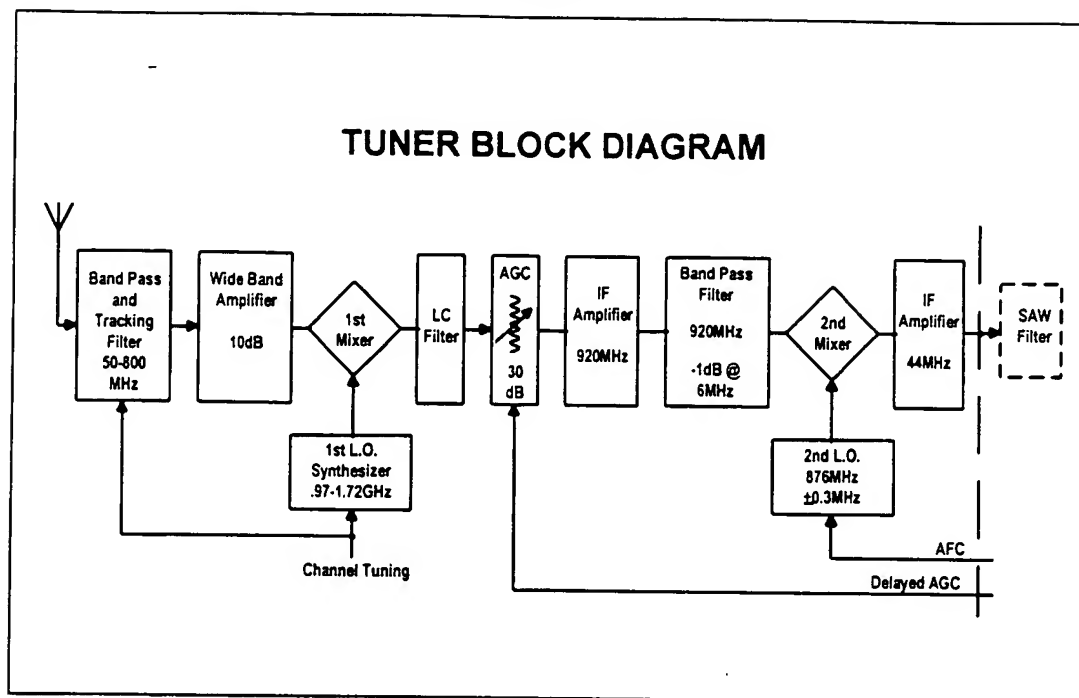 TUNER BLOCK DIAGRAM
Band Pass
and
Tracking
Filter
50-800
MHz
Wide Band
Amplifier
10dB
1st
Mixer
LC
Filter
AGC
30
dB
IF
Amplifier
920MHz
Band Pass
Filter
920MHz
-1dB @
6MHz
2nd
Mixer
IF
Amplifier
44MHz
SAW
Filter
1st L.O.
Synthesizer
.97-1.72GHz
2nd L.O.
876MHz
±0.3MHz
Channel Tuning
AFC
Delayed AGC